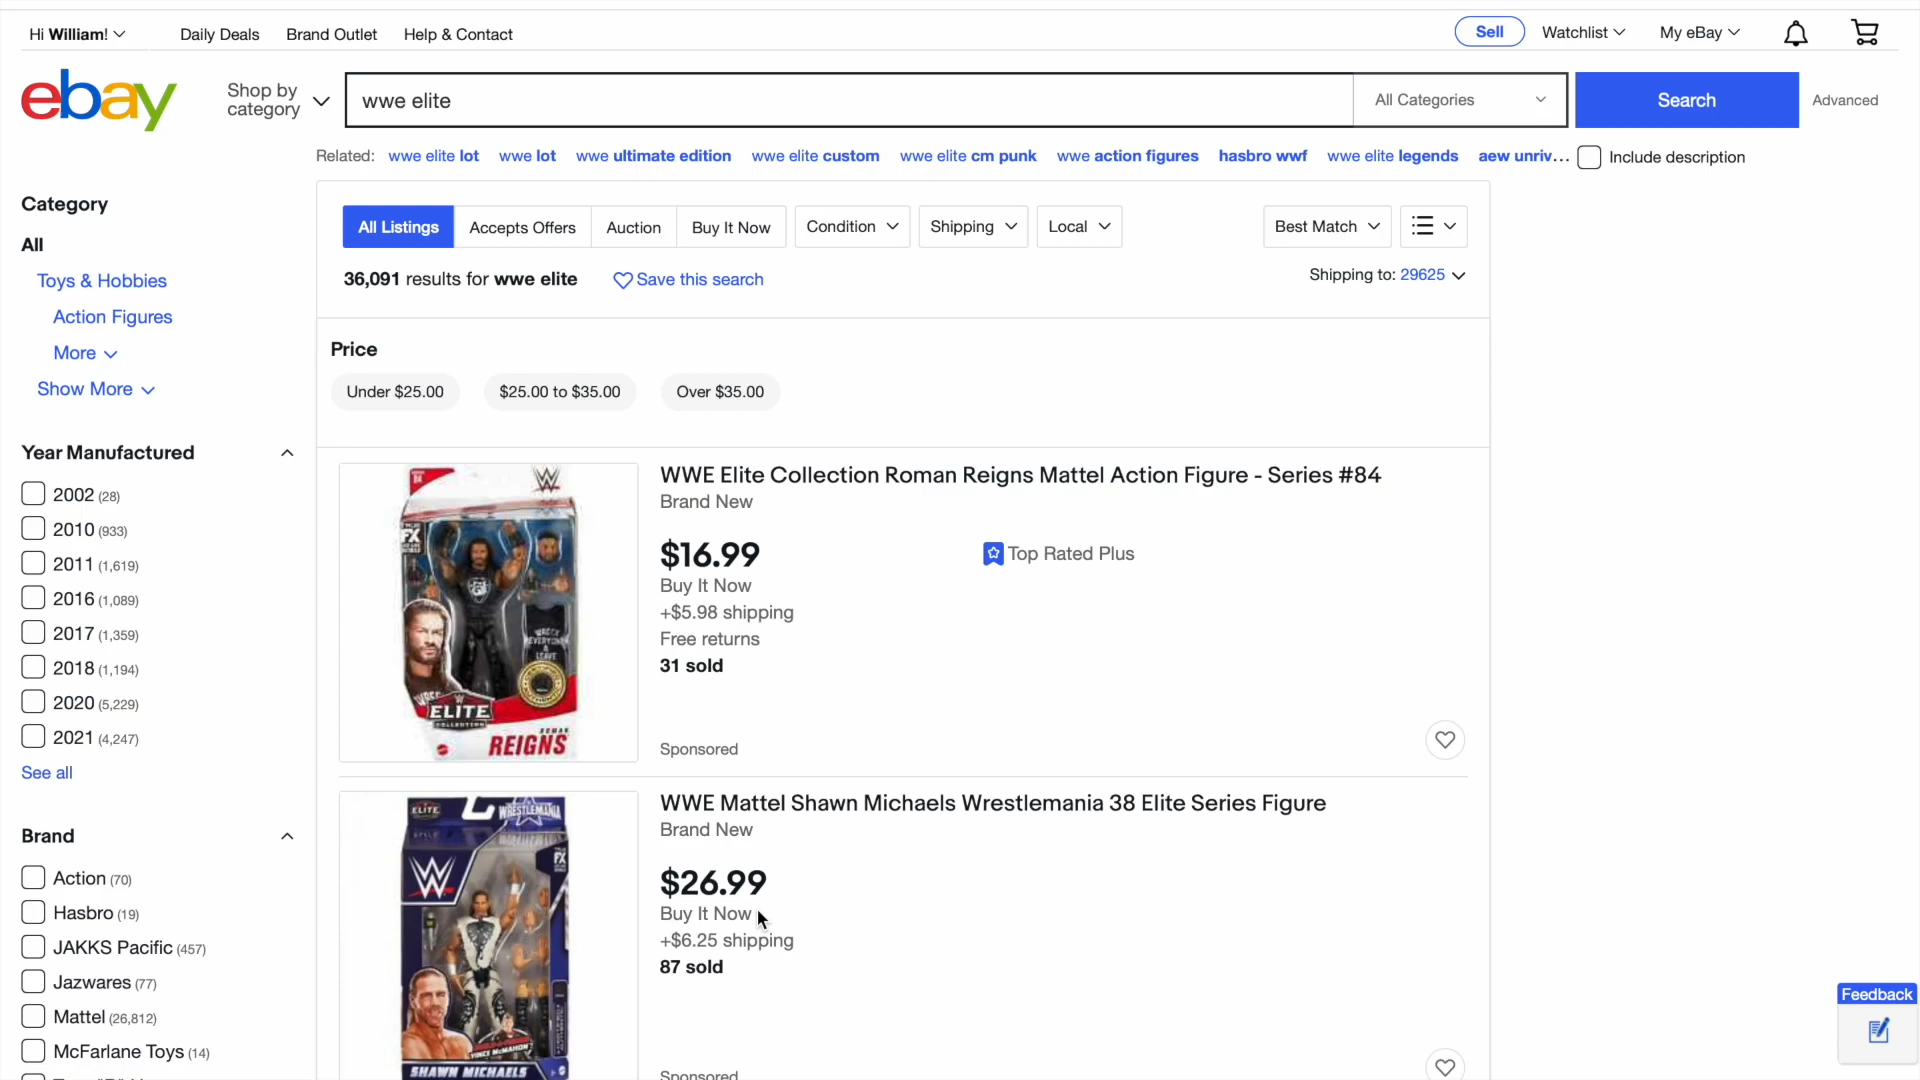 Hi William!
Daily Deals
Brand Outlet
Help & Contact
Sell
Watchlist
My eBay
ebay
Shop by
category
wwe elite
All Categories
Search
Advanced
Related: wwe elite lot wwe lot wwe ultimate edition wwe elite custom wwe elite cm punk wwe action figures hasbro wwf wwe elite legends aew unriv...
Include description
Category
All
Toys & Hobbies
Action Figures
More
Show More
Year Manufactured
2002 (28)
2010 (933)
2011 (1,619)
2016 (1,089)
2017 (1,359)
2018 (1,194)
2020 (5,229)
2021 (4,247)
See all
Brand
Action (70)
Hasbro (19)
JAKKS Pacific (457)
Jazwares (77)
Mattel (26,812)
McFarlane Toys (14)
All Listings
Accepts Offers
Auction
Buy It Now
Condition
Shipping
Local
Best Match
36,091 results for wwe elite
Save this search
Shipping to: 29625
Price
Under $25.00
$25.00 to $35.00
Over $35.00
FX
ELITE
COLLECTION
ROMAN
REIGNS
WWE Elite Collection Roman Reigns Mattel Action Figure - Series #84
Brand New
$16.99
Top Rated Plus
Buy It Now
+$5.98 shipping
Free returns
31 sold
Sponsored
ELITE
WRESTLEMANIA
FX
W
VINCE McMAHON
SHAWN MICHAELS
WWE Mattel Shawn Michaels Wrestlemania 38 Elite Series Figure
Brand New
$26.99
Buy It Now
+$6.25 shipping
87 sold
Sponsored
Feedback